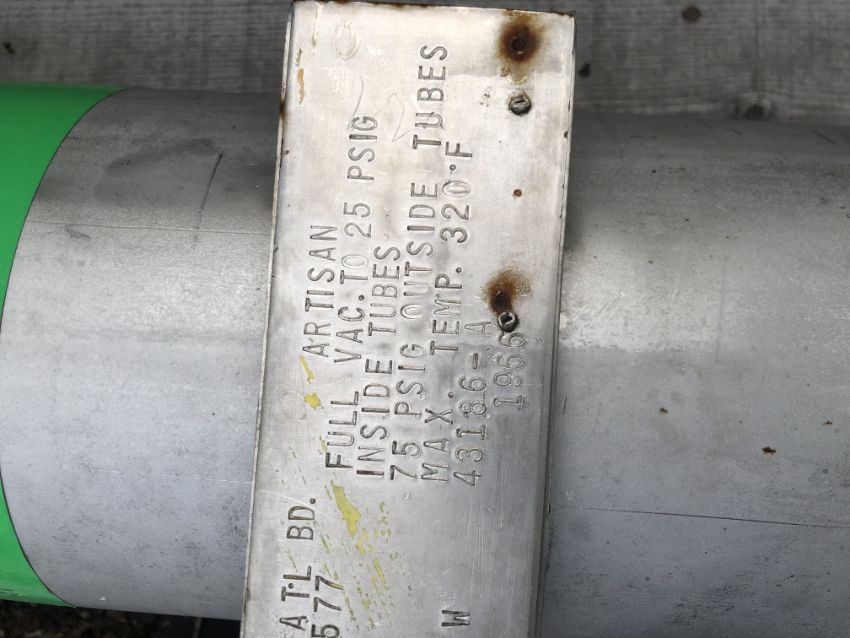 ATL BD.
577
ARTISAN
FULL VAC. TO 25 PSIG
INSIDE TUBES
75 PSIG OUTSIDE TUBES
MAX. TEMP. 320°F
43186-A
1966
W